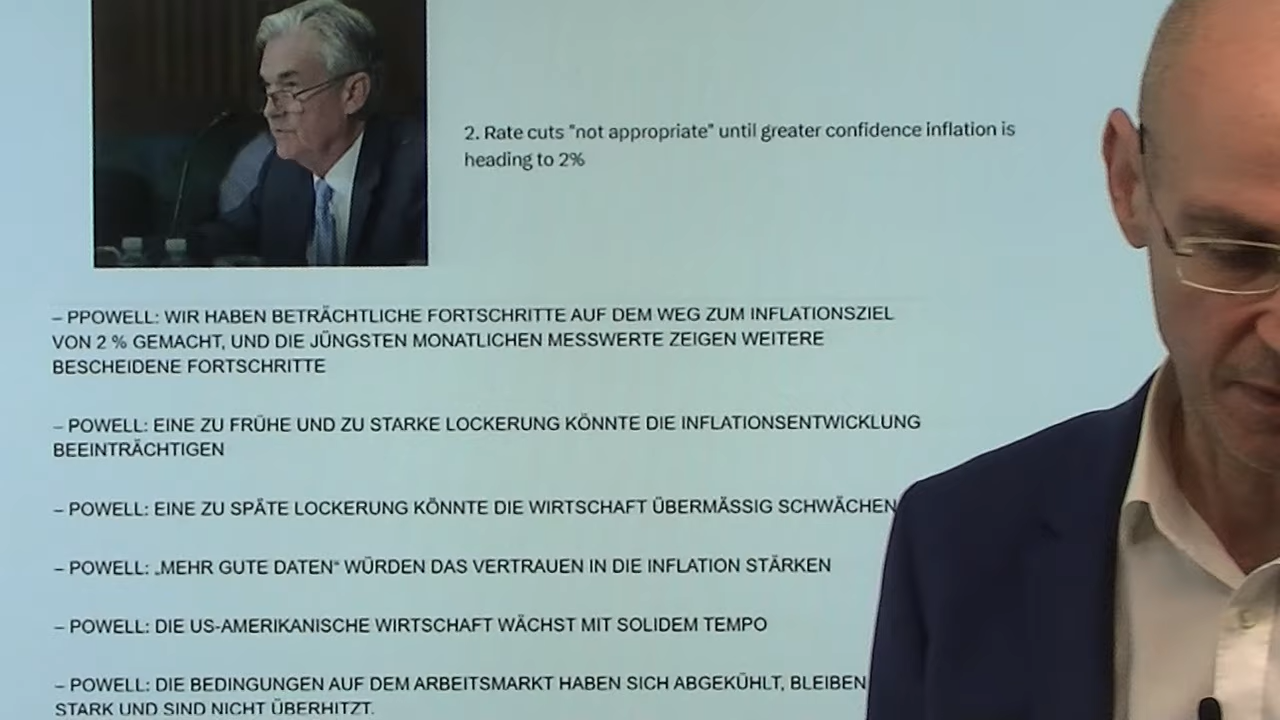 2. Rate cuts "not appropriate" until greater confidence inflation is
heading to 2%
– PPOWELL: WIR HABEN BETRÄCHTLICHE FORTSCHRITTE AUF DEM WEG ZUM INFLATIONSZIEL
VON 2 % GEMACHT, UND DIE JÜNGSTEN MONATLICHEN MESSWERTE ZEIGEN WEITERE
BESCHEIDENE FORTSCHRITTE
– POWELL: EINE ZU FRÜHE UND ZU STARKE LOCKERUNG KÖNNTE DIE INFLATIONSENTWICKLUNG
BEEINTRÄCHTIGEN
– POWELL: EINE ZU SPÄTE LOCKERUNG KÖNNTE DIE WIRTSCHAFT ÜBERMÄSSIG SCHWÄCHEN
– POWELL: „MEHR GUTE DATEN“ WÜRDEN DAS VERTRAUEN IN DIE INFLATION STÄRKEN
– POWELL: DIE US-AMERIKANISCHE WIRTSCHAFT WÄCHST MIT SOLIDEM TEMPO
– POWELL: DIE BEDINGUNGEN AUF DEM ARBEITSMARKT HABEN SICH ABGEKÜHLT, BLEIBEN
STARK UND SIND NICHT ÜBERHITZT.